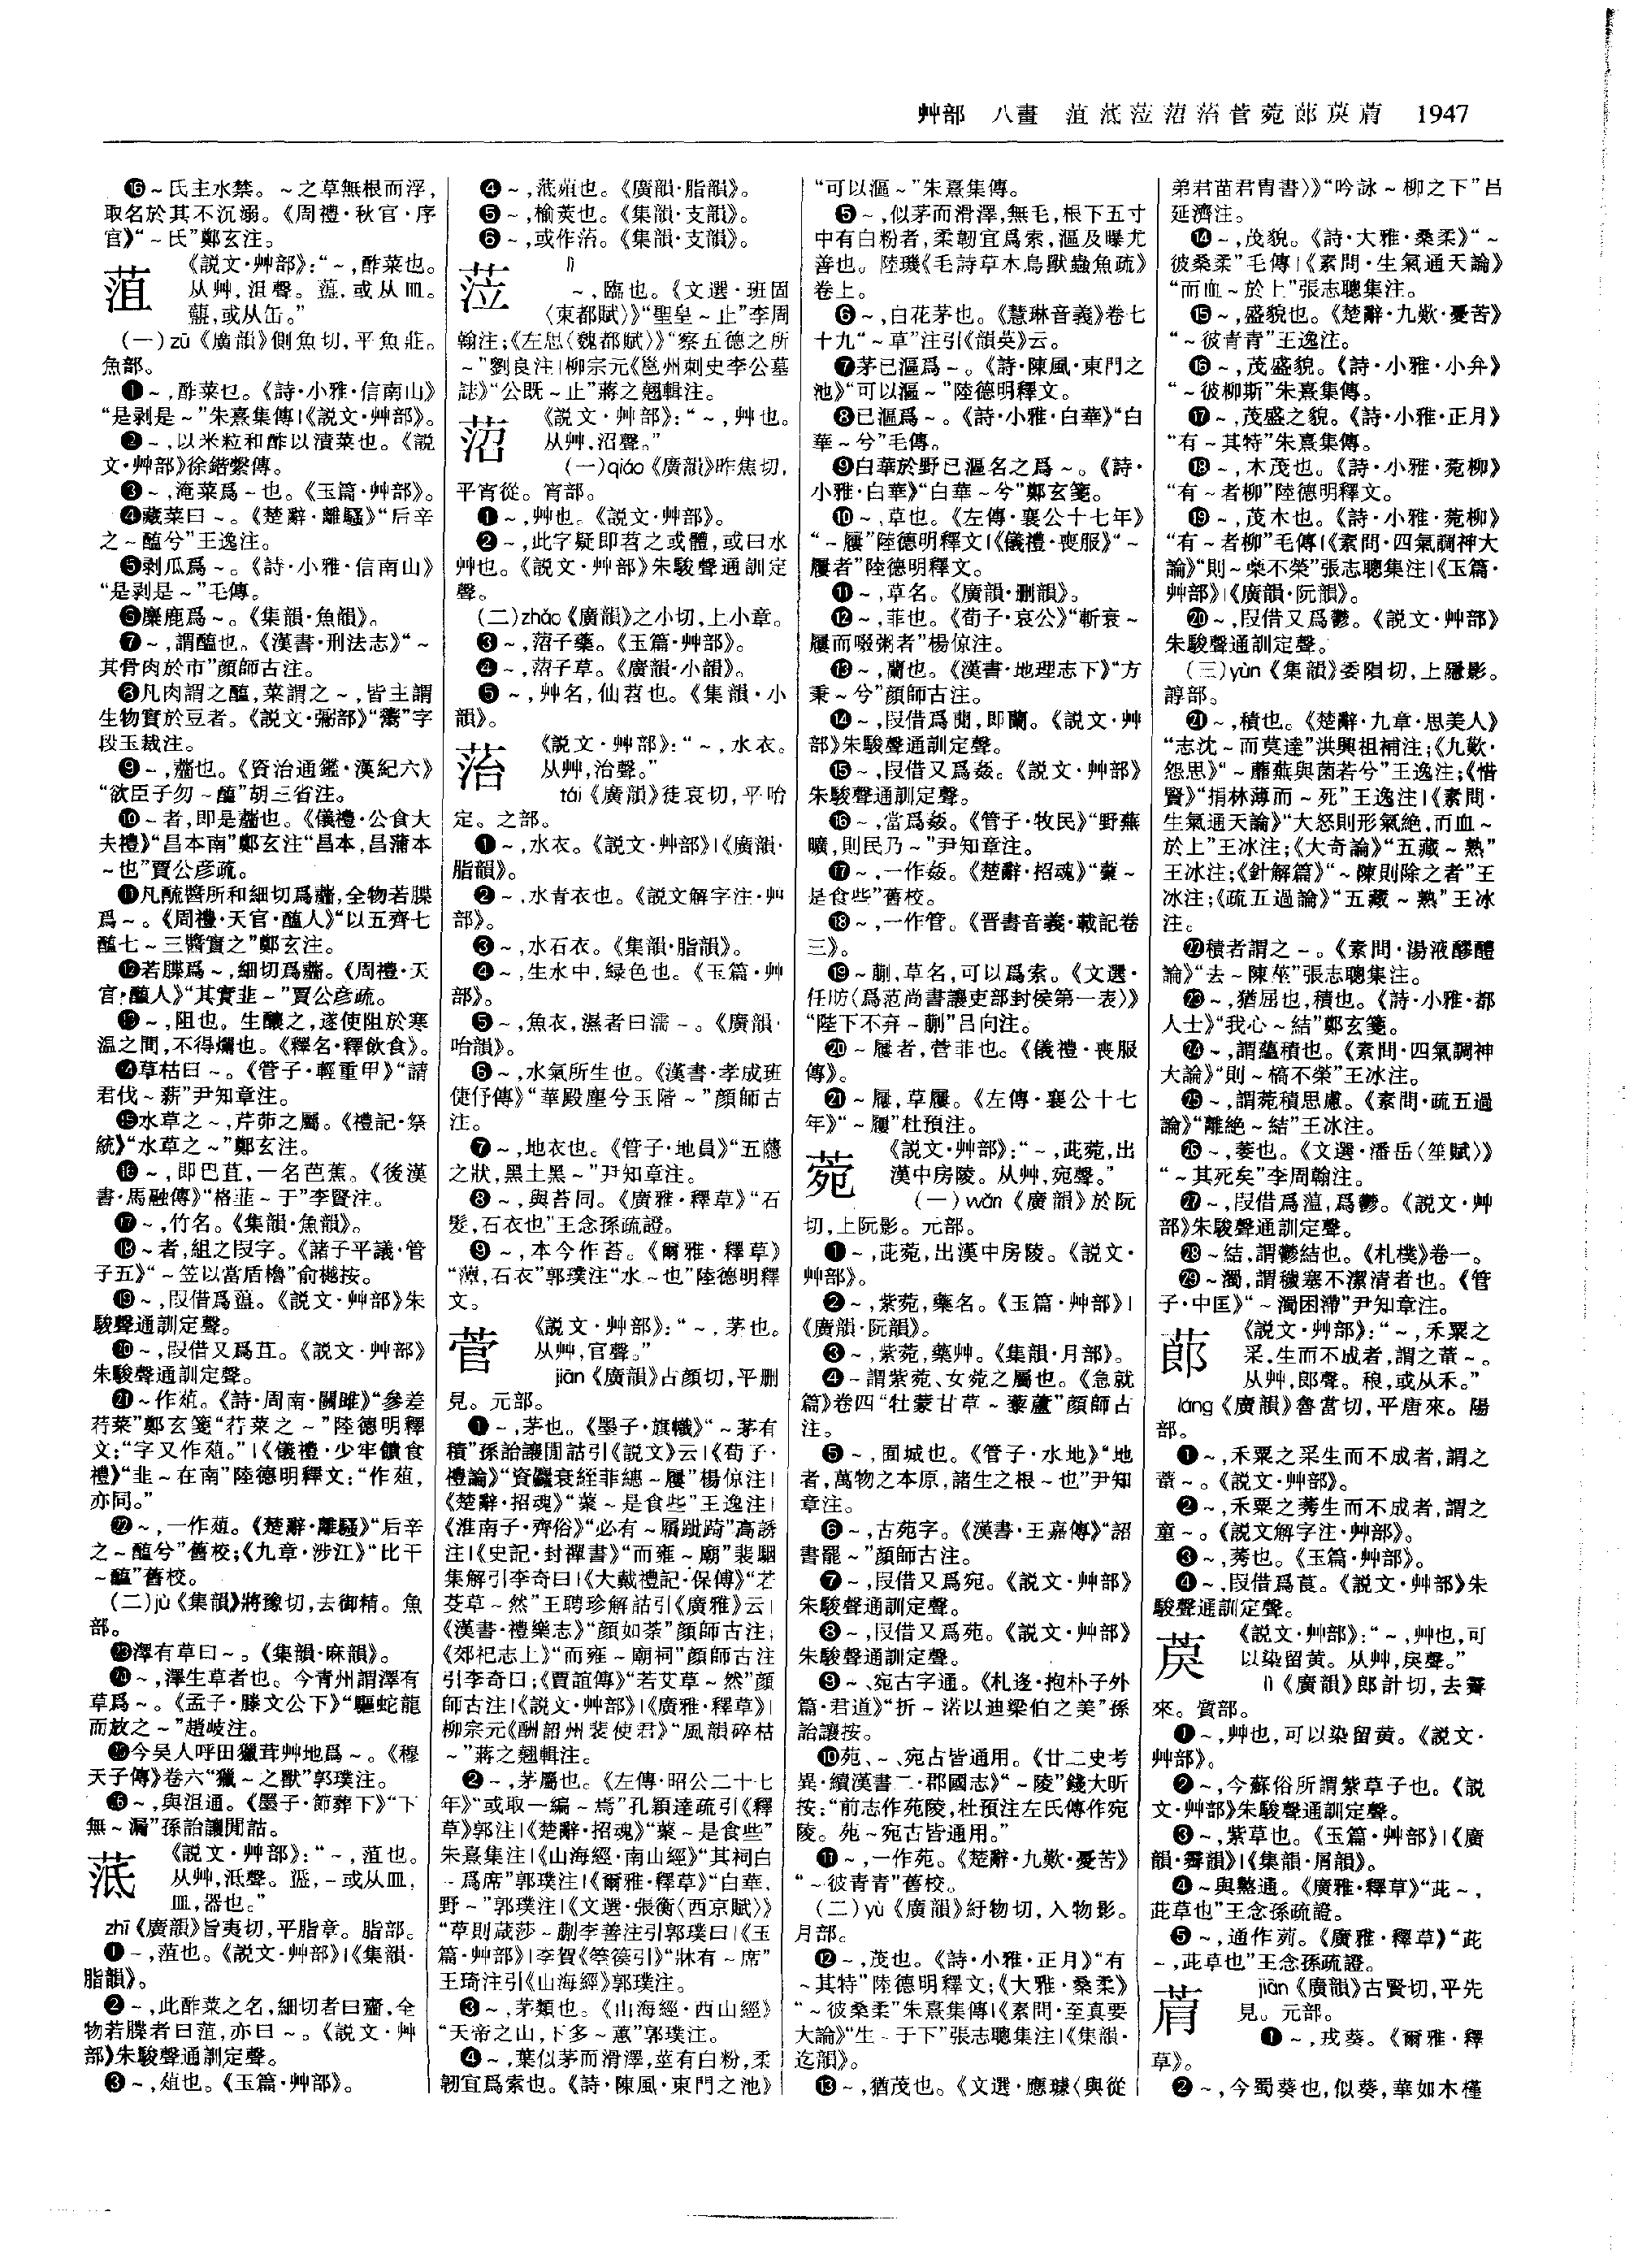 艸部　八畫　菹䓋蒞菬菭菅菀蓈莀菺　1947
⓰～氏主水禁。～之草無根而浮，
取名於其不沉溺。《周禮·秋官·序
官》“～氏”鄭玄注。
菹
《説文·艸部》：“～，酢菜也。
从艸，沮聲。䕁，或从皿。
䕁，或从缶。”
（一）zū《廣韻》側魚切，平魚莊。
魚部。
❶～，酢菜也。《詩·小雅·信南山》
“是剥是～”朱熹集傳|《説文·艸部》。
❷～，以米粒和酢以漬菜也。《説
文·艸部》徐鍇繫傳。
❸～，淹菜爲～也。《玉篇·艸部》。
❹藏菜曰～。《楚辭·離騷》“后辛
之～醢兮”王逸注。
❺剥瓜爲～。《詩·小雅·信南山》
“是剥是～”毛傳。
❻麋鹿爲～。《集韻·魚韻》。
❼～，謂醢也。《漢書·刑法志》“～
其骨肉於市”顔師古注。
❽凡肉謂之醢，菜謂之～，皆主謂
生物實於豆者。《説文·䰜部》“鬻”字
段玉裁注。
❾～，虀也。《資治通鑑·漢紀六》
“欲臣子勿～醢”胡三省注。
❿～者，即是虀也。《儀禮·公食大
夫禮》“昌本南”鄭玄注“昌本，昌蒲本
～也”賈公彦疏。
⓫凡醯醬所和細切爲虀，全物若䐑
爲～。《周禮·天官·醢人》“以五齊七
醢七～三臡實之”鄭玄注。
⓬若䐑爲～，細切爲虀。《周禮·天
官·醢人》“其實韭～”賈公彦疏。
⓭～，阻也。生釀之，遂使阻於寒
温之間，不得爛也。《釋名·釋飲食》。
⓮草枯曰～。《管子·輕重甲》“請
君伐～薪”尹知章注。
⓯水草之～，芹茆之屬。《禮記·祭
統》“水草之～”鄭玄注。
⓰～，即巴苴，一名芭蕉。《後漢
書·馬融傳》“格韮～于”李賢注。
⓱～，竹名。《集韻·魚韻》。
⓲～者，組之叚字。《諸子平議·管
子五》“～笠以當盾櫓”俞樾按。
⓳～，叚借爲蒩。《説文·艸部》朱
駿聲通訓定聲。
⓴～，叚借又爲苴。《説文·艸部》
朱駿聲通訓定聲。
㉑～作葅。《詩·周南·關雎》“參差
荇菜”鄭玄箋“荇菜之～”陸德明釋
文：“字又作葅。”|《儀禮·少牢饋食
禮》“韭～在南”陸德明釋文：“作葅，
亦同。”
㉒～，一作葅。《楚辭·離騷》“后辛
之～醢兮”舊校；《九章·涉江》“比干
～醢”舊校。
（二）jù《集韻》將豫切，去御精。魚
部。
㉓澤有草曰～。《集韻·麻韻》。
㉔～，澤生草者也。今青州謂澤有
草爲～。《孟子·滕文公下》“驅蛇龍
而放之～”趙岐注。
㉕今吴人呼田獵茸艸地爲～。《穆
天子傳》卷六“獵～之獸”郭璞注。
㉖～，與沮通。《墨子·節葬下》“下
無～漏”孫詒讓閒詁。
䓋
《説文·艸部》：“～，菹也。
从艸，泜聲。䓋，～或从皿，
皿，器也。”
zhī《廣韻》旨夷切，平脂章。脂部。
❶～，菹也。《説文·艸部》|《集韻·
脂韻》。
❷～，此酢菜之名，細切者曰齏，全
物若䐑者曰菹，亦曰～。《説文·艸
部》朱駿聲通訓定聲。
❸～，葅也。《玉篇·艸部》。
❹～，䓋葅也。《廣韻·脂韻》。
❺～，榆莢也。《集韻·支韻》。
❻～，或作菭。《集韻·支韻》。
蒞
lì
～，臨也。《文選·班固
〈東都賦〉》“聖皇～止”李周
翰注；《左思〈魏都賦〉》“察五德之所
～”劉良注|柳宗元《邕州刺史李公墓
誌》“公既～止”蔣之翹輯注。
菬
《説文·艸部》：“～，艸也。
从艸，沼聲。”
（一）qiáo《廣韻》昨焦切，
平宵從。宵部。
❶～，艸也。《説文·艸部》。
❷～，此字疑即苕之或體，或曰水
艸也。《説文·艸部》朱駿聲通訓定
聲。
（二）zhǎo《廣韻》之小切，上小章。
❸～，菬子藥。《玉篇·艸部》。
❹～，菬子草。《廣韻·小韻》。
❺～，艸名，仙苕也。《集韻·小
韻》。
菭
《説文·艸部》：“～，水衣。
从艸，治聲。”
tái《廣韻》徒哀切，平咍
定。之部。
❶～，水衣。《説文·艸部》|《廣韻·
脂韻》。
❷～，水青衣也。《説文解字注·艸
部》。
❸～，水石衣。《集韻·脂韻》。
❹～，生水中，緑色也。《玉篇·艸
部》。
❺～，魚衣，濕者曰濡～。《廣韻·
咍韻》。
❻～，水氣所生也。《漢書·孝成班
倢伃傳》“華殿塵兮玉階～”顔師古
注。
❼～，地衣也。《管子·地員》“五蘟
之狀，黑土黑～”尹知章注。
❽～，與苔同。《廣雅·釋草》“石
髮，石衣也”王念孫疏證。
❾～，本今作苔。《爾雅·釋草》
“藫，石衣”郭璞注“水～也”陸德明釋
文。
菅
《説文·艸部》：“～，茅也。
从艸，官聲。”
jiān《廣韻》占顔切，平删
見。元部。
❶～，茅也。《墨子·旗幟》“～茅有
積”孫詒讓閒詁引《説文》云|《荀子·
禮論》“資麤衰絰菲繐～屨”楊倞注|
《楚辭·招魂》“藂～是食些”王逸注|
《淮南子·齊俗》“必有～屩跐踦”高誘
注|《史記·封禪書》“而雍～廟”裴駰
集解引李奇曰|《大戴禮記·保傅》“若
芟草～然”王聘珍解詁引《廣雅》云|
《漢書·禮樂志》“顔如荼”顔師古注；
《郊祀志上》“而雍～廟祠”顔師古注
引李奇曰；《賈誼傳》“若艾草～然”顔
師古注|《説文·艸部》|《廣雅·釋草》|
柳宗元《酬韶州裴使君》“風韻碎枯
～”蔣之翹輯注。
❷～，茅屬也。《左傳·昭公二十七
年》“或取一編～焉”孔穎達疏引《釋
草》郭注|《楚辭·招魂》“藂～是食些”
朱熹集注|《山海經·南山經》“其祠白
～爲席”郭璞注|《爾雅·釋草》“白華，
野～”郭璞注|《文選·張衡〈西京賦〉》
“草則葴莎～蒯李善注引郭璞曰|《玉
篇·艸部》|李賀《箜篌引》“牀有～席”
王琦注引《山海經》郭璞注。
❸～，茅類也。《山海經·西山經》
“天帝之山，下多～蕙”郭璞注。
❹～，葉似茅而滑澤，莖有白粉，柔
韌宜爲索也。《詩·陳風·東門之池》
“可以漚～”朱熹集傳。
❺～，似茅而滑澤，無毛，根下五寸
中有白粉者，柔韌宜爲索，漚及曝尤
善也。陸璣《毛詩草木鳥獸蟲魚疏》
卷上。
❻～，白花茅也。《慧琳音義》卷七
十九“～草”注引《韻英》云。
❼茅已漚爲～。《詩·陳風·東門之
池》“可以漚～”陸德明釋文。
❽已漚爲～。《詩·小雅·白華》“白
華～兮”毛傳。
❾白華於野已漚名之爲～。《詩·
小雅·白華》“白華～兮”鄭玄箋。
❿～，草也。《左傳·襄公十七年》
“～屨”陸德明釋文|《儀禮·喪服》“～
屨者”陸德明釋文。
⓫～，草名。《廣韻·删韻》。
⓬～，菲也。《荀子·哀公》“斬衰～
屨而啜粥者”楊倞注。
⓭～，蘭也。《漢書·地理志下》“方
秉～兮”顔師古注。
⓮～，叚借爲蕑，即蘭。《説文·艸
部》朱駿聲通訓定聲。
⓯～，叚借又爲姦。《説文·艸部》
朱駿聲通訓定聲。
⓰～，當爲姦。《管子·牧民》“野蕪
曠，則民乃～”尹知章注。
⓱～，一作姦。《楚辭·招魂》“藂～
是食些”舊校。
⓲～，一作管。《晋書音義·載記卷
三》。
⓳～蒯，草名，可以爲索。《文選·
任昉〈爲范尚書讓吏部封侯第一表〉》
“陛下不弃～蒯”吕向注。
⓴～屨者，菅菲也。《儀禮·喪服
傳》。
㉑～屨，草屨。《左傳·襄公十七
年》“～屨”杜預注。
菀
《説文·艸部》：“～，茈菀，出
漢中房陵。从艸，宛聲。”
（一）wǎn《廣韻》於阮
切，上阮影。元部。
❶～，茈菀，出漢中房陵。《説文·
艸部》。
❷～，紫菀，藥名。《玉篇·艸部》|
《廣韻·阮韻》。
❸～，紫菀，藥艸。《集韻·月部》。
❹～謂紫菀、女菀之屬也。《急就
篇》卷四“牡蒙甘草～藜蘆”顔師古
注。
❺～，囿城也。《管子·水地》“地
者，萬物之本原，諸生之根～也”尹知
章注。
❻～，古苑字。《漢書·王嘉傳》“詔
書罷～”顔師古注。
❼～，叚借又爲宛。《説文·艸部》
朱駿聲通訓定聲。
❽～，叚借又爲苑。《説文·艸部》
朱駿聲通訓定聲。
❾～、宛古字通。《札迻·抱朴子外
篇·君道》“折～渃以迪梁伯之美”孫
詒讓按。
❿苑、～、宛占皆通用。《廿二史考
異·續漢書二·郡國志》“～陵”錢大昕
按：“前志作苑陵，杜預注左氏傳作宛
陵。苑～宛古皆通用。”
⓫～，一作苑。《楚辭·九歎·憂苦》
“～彼青青”舊校。
（二）yù《廣韻》紆物切，入物影。
月部。
⓬～，茂也。《詩·小雅·正月》“有
～其特”陸德明釋文；《大雅·桑柔》
“～彼桑柔”朱熹集傳|《素問·至真要
大論》“生～于下”張志聰集注|《集韻·
迄韻》。
⓭～，猶茂也。《文選·應璩〈與從
弟君苗君胄書〉》“吟詠～柳之下”吕
延濟注。
⓮～，茂貌。《詩·大雅·桑柔》“～
彼桑柔”毛傳|《素問·生氣通天論》
“而血～於上”張志聰集注。
⓯～，盛貌也。《楚辭·九歎·憂苦》
“～彼青青”王逸注。
⓰～，茂盛貌。《詩·小雅·小弁》
“～彼柳斯”朱熹集傳。
⓱～，茂盛之貌。《詩·小雅·正月》
“有～其特”朱熹集傳。
⓲～，木茂也。《詩·小雅·菀柳》
“有～者柳”陸德明釋文。
⓳～，茂木也。《詩·小雅·菀柳》
“有～者柳”毛傳|《素問·四氣調神大
論》“則～槀不榮”張志聰集注|《玉篇·
艸部》|《廣韻·阮韻》。
⓴～，叚借又爲鬱。《説文·艸部》
朱駿聲通訓定聲。
（三）yùn《集韻》委隕切，上隱影。
諄部。
㉑～，積也。《楚辭·九章·思美人》
“志沈～而莫達”洪興祖補注；《九歎·
怨思》“～蘼蕪與菌若兮”王逸注；《惜
賢》“捐林薄而～死”王逸注|《素問·
生氣通天論》“大怒則形氣絶，而血～
於上”王冰注；《大奇論》“五藏～熟”
王冰注；《針解篇》“～陳則除之者”王
冰注；《疏五過論》“五藏～熟”王冰
注。
㉒積者謂之～。《素問·湯液醪醴
論》“去～陳莝”張志聰集注。
㉓～，猶屈也，積也。《詩·小雅·都
人士》“我心～結”鄭玄箋。
㉔～，謂藴積也。《素問·四氣調神
大論》“則～槁不榮”王冰注。
㉕～，謂菀積思慮。《素問·疏五過
論》“離絶～結”王冰注。
㉖～，萎也。《文選·潘岳〈笙賦〉》
“～其死矣”李周翰注。
㉗～，叚借爲薀，爲鬱。《説文·艸
部》朱駿聲通訓定聲。
㉘～結，謂鬱結也。《札樸》卷一。
㉙～濁，謂穢塞不潔清者也。《管
子·中匡》“～濁困滯”尹知章注。
蓈
《説文·艸部》：“～，禾粟之
采，生而不成者，謂之蕫～。
从艸，郎聲。稂，或从禾。”
láng《廣韻》魯當切，平唐來。陽
部。
❶～，禾粟之采生而不成者，謂之
蕫～。《説文·艸部》。
❷～，禾粟之莠生而不成者，謂之
童～。《説文解字注·艸部》。
❸～，莠也。《玉篇·艸部》。
❹～，叚借爲莨。《説文·艸部》朱
駿聲通訓定聲。
莀
《説文·艸部》：“～，艸也，可
以染留黄。从艸，戾聲。”
lì《廣韻》郎計切，去霽
來。質部。
❶～，艸也，可以染留黄。《説文·
艸部》。
❷～，今蘇俗所謂紫草子也。《説
文·艸部》朱駿聲通訓定聲。
❸～，紫草也。《玉篇·艸部》|《廣
韻·霽韻》|《集韻·屑韻》。
❹～與盭通。《廣雅·釋草》“茈～，
茈草也”王念孫疏證。
❺～，通作茢。《廣雅·釋草》“茈
～，茈草也”王念孫疏證。
菺
jiān《廣韻》古賢切，平先
見。元部。
❶～，戎葵。《爾雅·釋
草》。
❷～，今蜀葵也，似葵，華如木槿